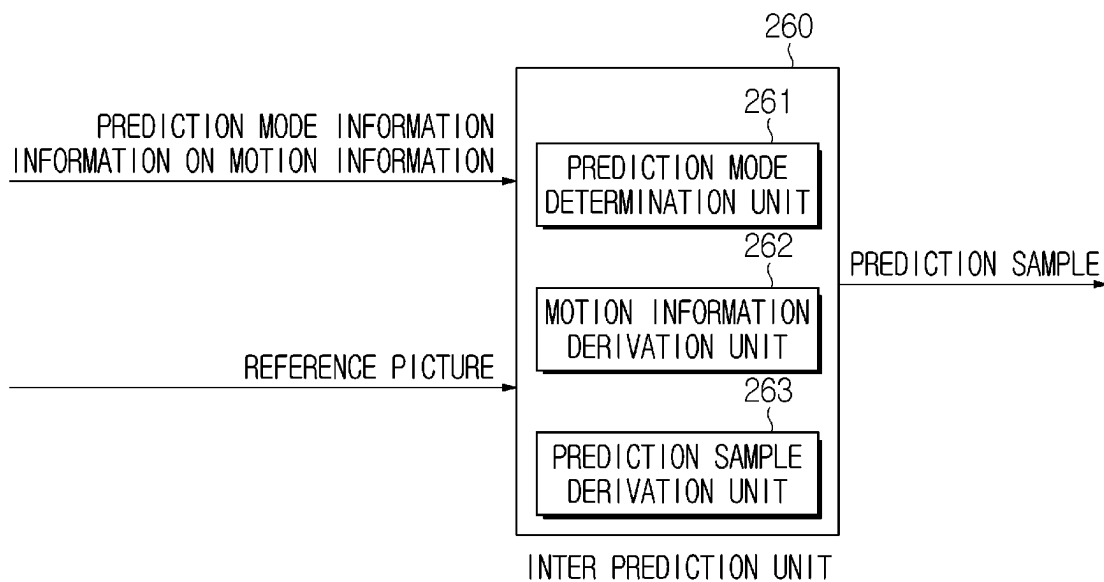 260
261
PREDICTION MODE INFORMATION
INFORMATION ON MOTION INFORMATION
PREDICTION MODE
DETERMINATION UNIT
262
PREDICTION SAMPLE
MOTION INFORMATION
DERIVATION UNIT
REFERENCE PICTURE
263
PREDICTION SAMPLE
DERIVATION UNIT
INTER PREDICTION UNIT